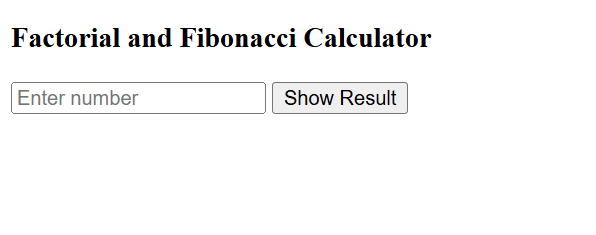 Factorial and Fibonacci Calculator
Enter number Show Result